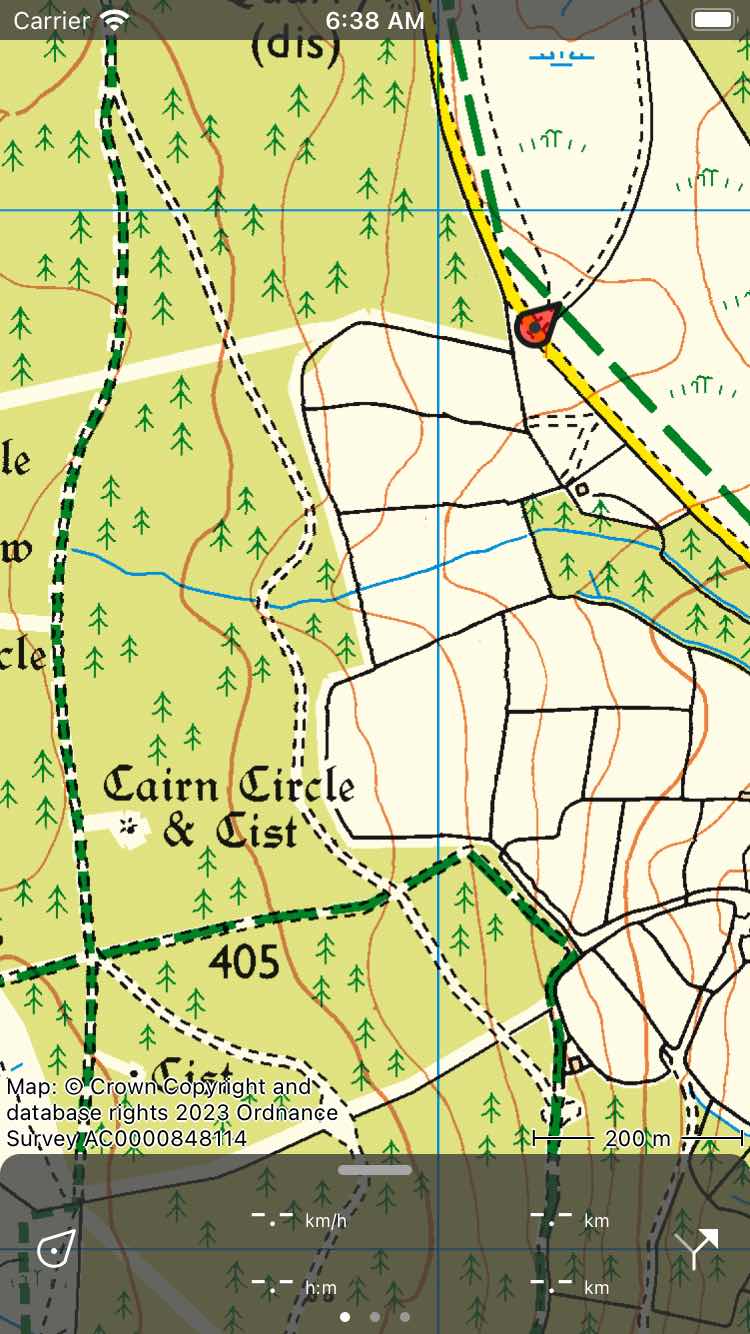 Carrier 6:38 AM
(dis)
le
w
cle
Cairn Circle
& Cist
405
Cist
Map: © Crown Copyright and
database rights 2023 Ordnance
Survey AC0000848114
200 m
-.- km/h
-.- km
-.- h:m
-.- km